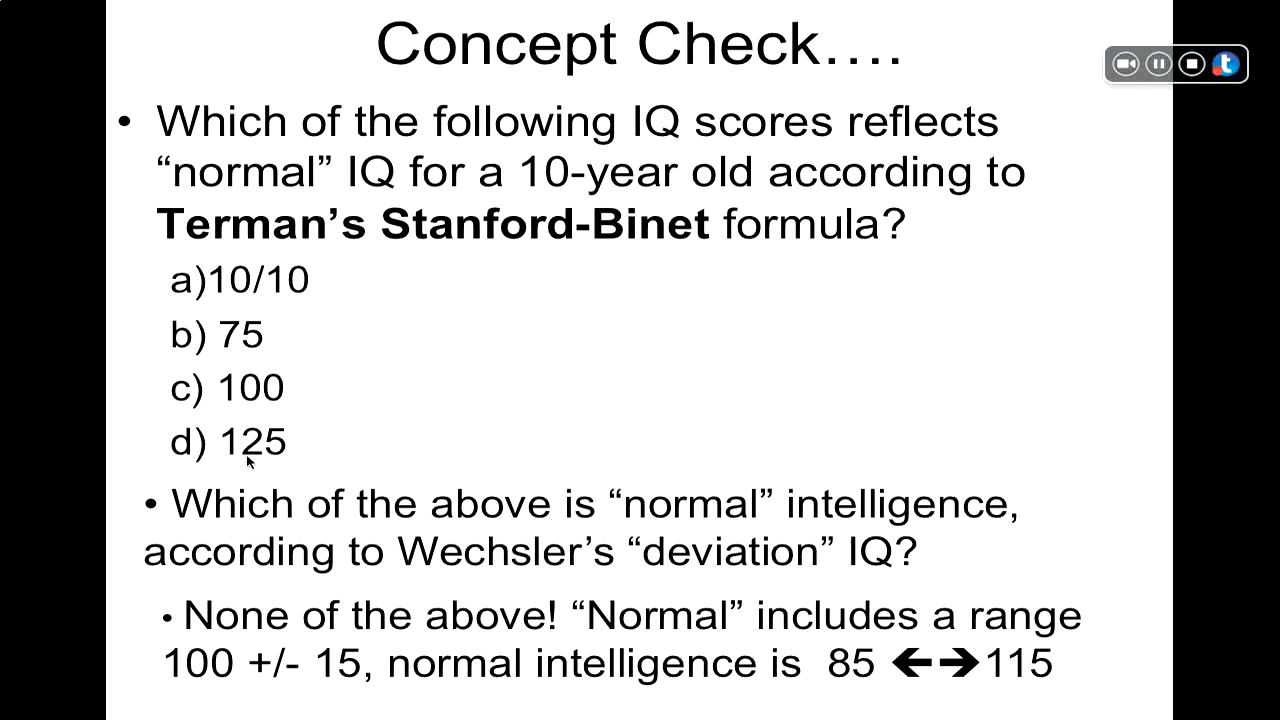 Concept Check….
• Which of the following IQ scores reflects
“normal” IQ for a 10-year old according to
Terman’s Stanford-Binet formula?
a)10/10
b) 75
c) 100
d) 125
• Which of the above is “normal” intelligence,
according to Wechsler’s “deviation” IQ?
• None of the above! “Normal” includes a range
100 +/- 15, normal intelligence is 85 🡨🡪115